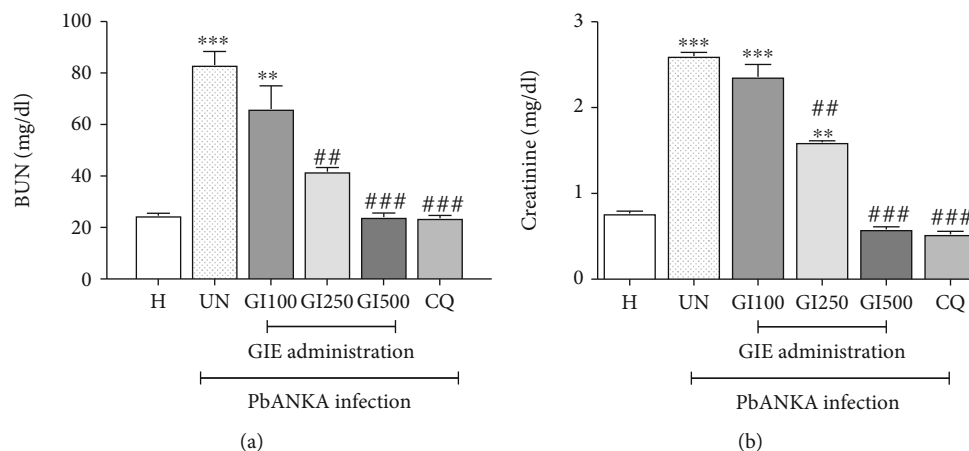 100
80
60
40
20
0
BUN (mg/dl)
***
**
##
###
###
H UN GI100 GI250 GI500 CQ
GIE administration
PbANKA infection
(a)
3
2
1
0
Creatinine (mg/dl)
***
***
##
**
###
###
H UN GI100 GI250 GI500 CQ
GIE administration
PbANKA infection
(b)